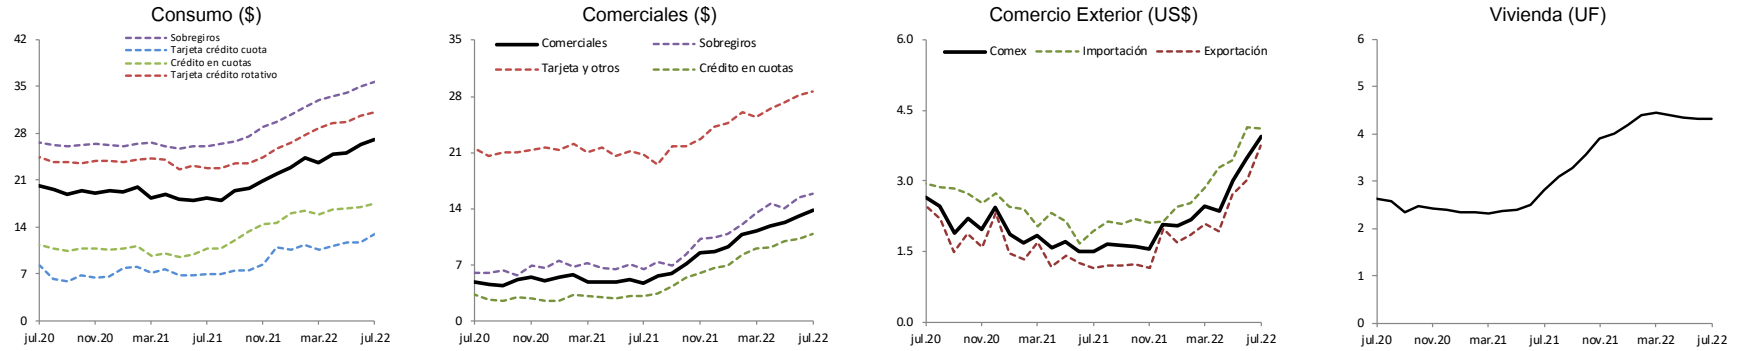 Consumo ($)
42
35
28
21
14
7
0
Sobregiros
Tarjeta crédito cuota
Crédito en cuotas
Tarjeta crédito rotativo
jul.20 nov.20 mar.21 jul.21 nov.21 mar.22 jul.22
Comerciales ($)
35
28
21
14
7
0
Comerciales Sobregiros
Tarjeta y otros Crédito en cuotas
jul.20 nov.20 mar.21 jul.21 nov.21 mar.22 jul.22
Comercio Exterior (US$)
6.0
4.5
3.0
1.5
0.0
Comex Importación Exportación
jul.20 nov.20 mar.21 jul.21 nov.21 mar.22 jul.22
Vivienda (UF)
6
5
4
3
2
1
0
jul.20 nov.20 mar.21 jul.21 nov.21 mar.22 jul.22